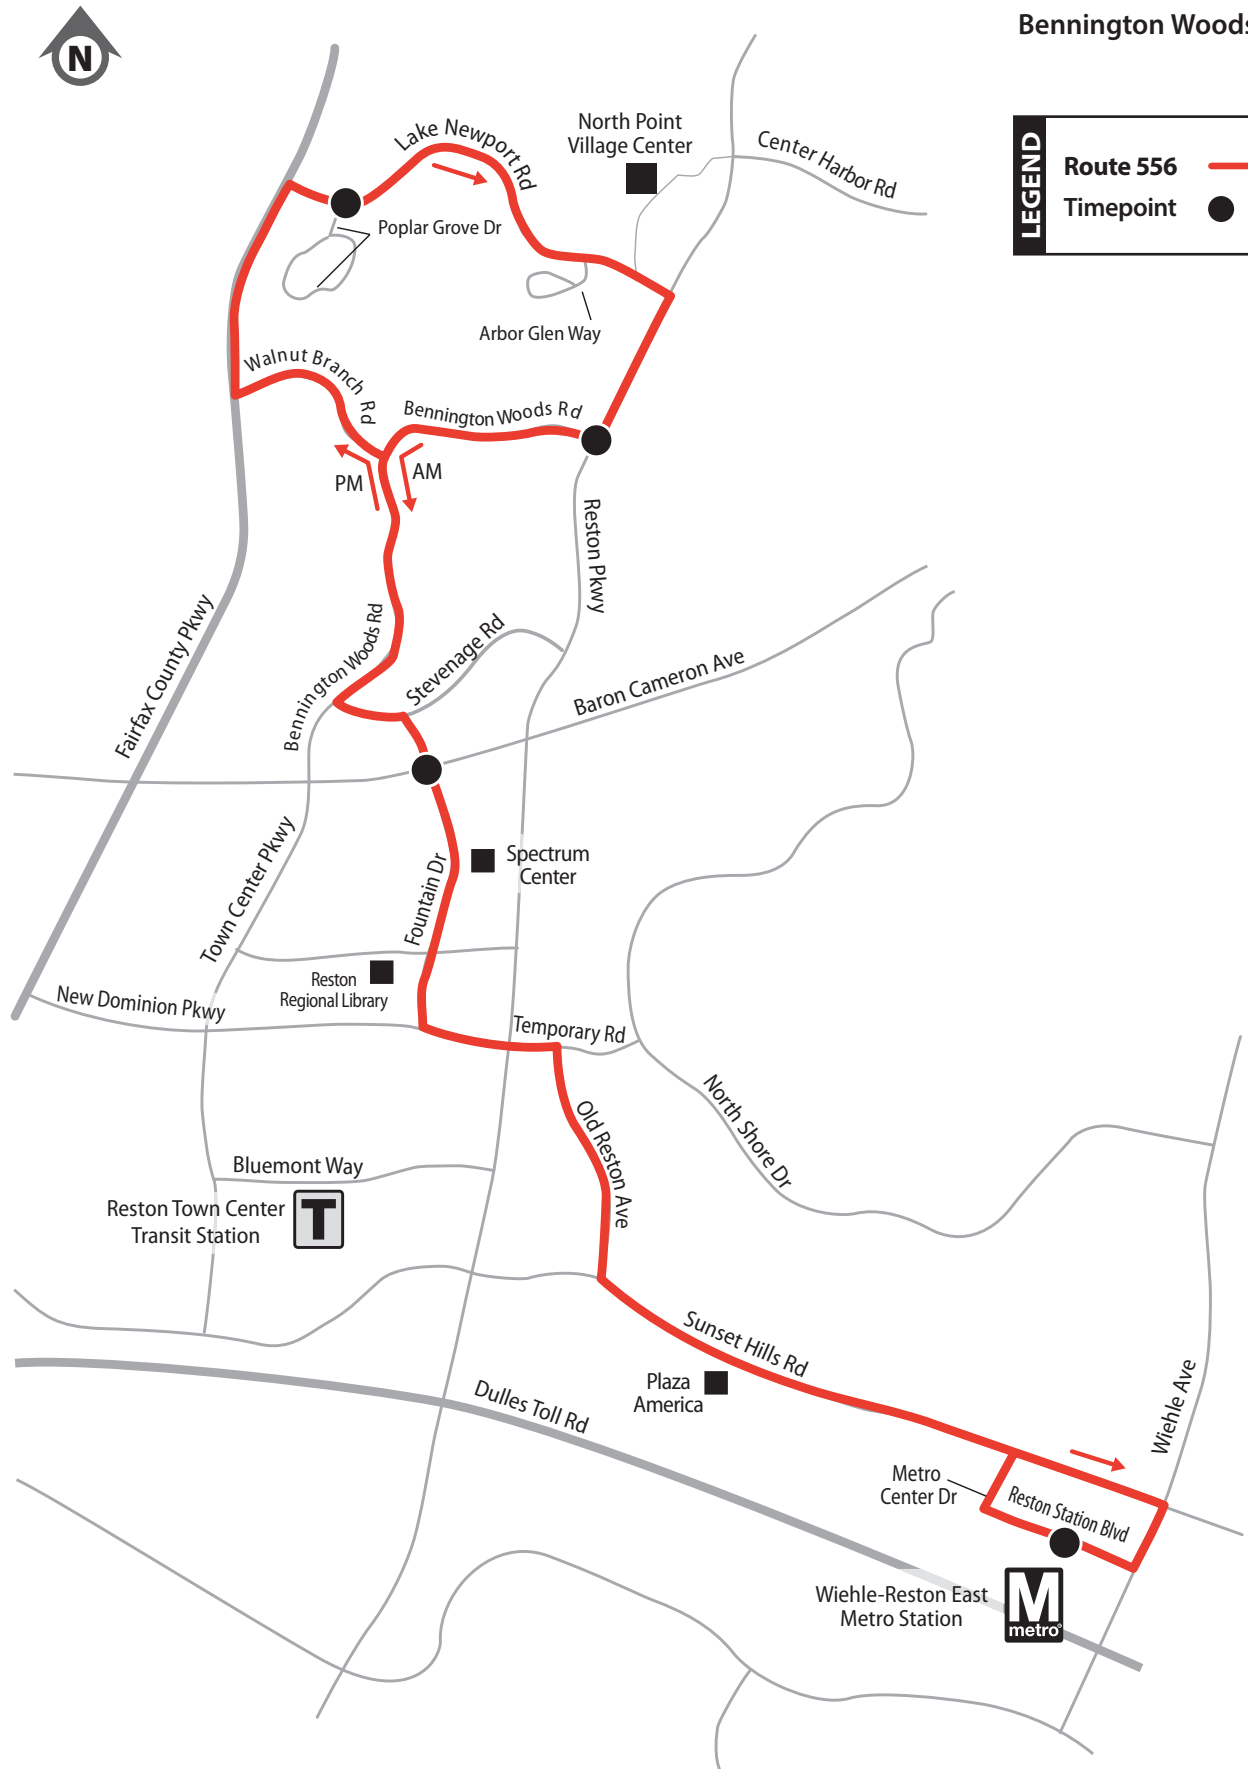 N
Bennington Woods
LEGEND
Route 556
Timepoint
Lake Newport Rd
North Point
Village Center
Center Harbor Rd
Poplar Grove Dr
Arbor Glen Way
Walnut Branch Rd
Bennington Woods Rd
PM
AM
Reston Pkwy
Fairfax County Pkwy
Bennington Woods Rd
Stevenage Rd
Baron Cameron Ave
Town Center Pkwy
Fountain Dr
Spectrum
Center
Reston
Regional Library
New Dominion Pkwy
Temporary Rd
North Shore Dr
Old Reston Ave
Bluemont Way
Reston Town Center
Transit Station
T
Sunset Hills Rd
Plaza
America
Dulles Toll Rd
Wiehle Ave
Metro
Center Dr
Reston Station Blvd
Wiehle-Reston East
Metro Station
M
metro®